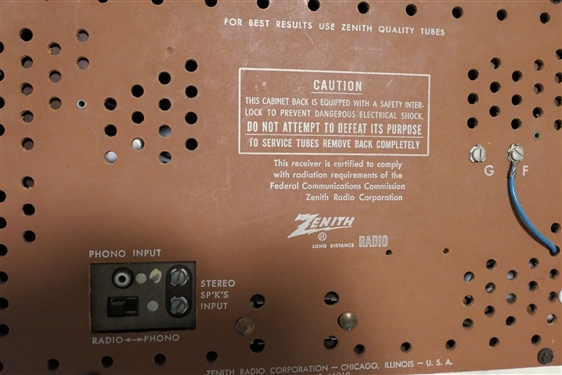 FOR BEST RESULTS USE ZENITH QUALITY TUBES
CAUTION
THIS CABINET BACK IS EQUIPPED WITH A SAFETY INTER-
LOCK TO PREVENT DANGEROUS ELECTRICAL SHOCK.
DO NOT ATTEMPT TO DEFEAT ITS PURPOSE
TO SERVICE TUBES REMOVE BACK COMPLETELY
This receiver is certified to comply
with radiation requirements of the
Federal Communications Commission
Zenith Radio Corporation
G F
ZENITH
®
LONG DISTANCE RADIO
PHONO INPUT
STEREO
SP'K'S
INPUT
RADIO ←→ PHONO
ZENITH RADIO CORPORATION — CHICAGO, ILLINOIS — U. S. A.